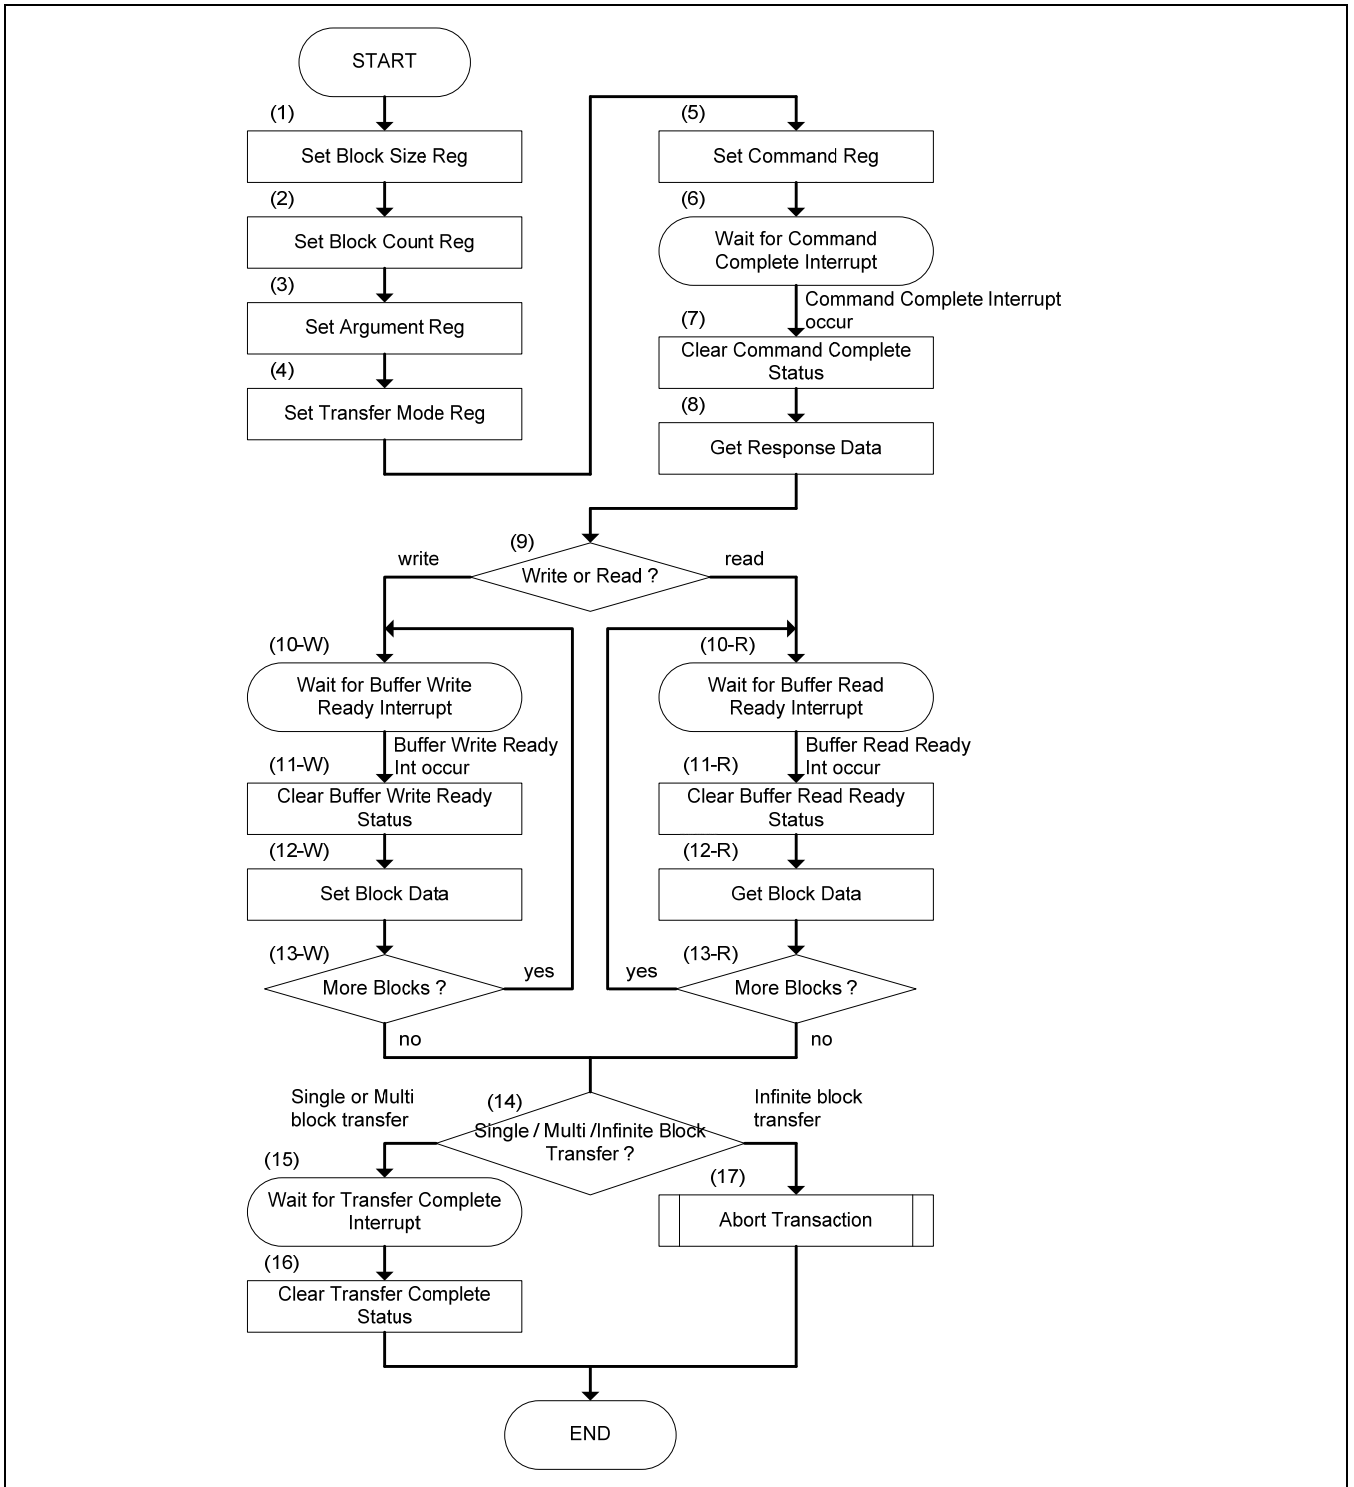 START
(1)
Set Block Size Reg
(2)
Set Block Count Reg
(3)
Set Argument Reg
(4)
Set Transfer Mode Reg
(5)
Set Command Reg
(6)
Wait for Command
Complete Interrupt
Command Complete Interrupt
occur
(7)
Clear Command Complete
Status
(8)
Get Response Data
(9)
write
Write or Read ?
read
(10-W)
Wait for Buffer Write
Ready Interrupt
Buffer Write Ready
Int occur
(11-W)
Clear Buffer Write Ready
Status
(12-W)
Set Block Data
(13-W)
More Blocks ?
yes
no
(10-R)
Wait for Buffer Read
Ready Interrupt
Buffer Read Ready
Int occur
(11-R)
Clear Buffer Read Ready
Status
(12-R)
Get Block Data
(13-R)
yes
More Blocks ?
no
Single or Multi
block transfer
(14)
Single / Multi /Infinite Block
Transfer ?
Infinite block
transfer
(15)
Wait for Transfer Complete
Interrupt
(16)
Clear Transfer Complete
Status
(17)
Abort Transaction
END